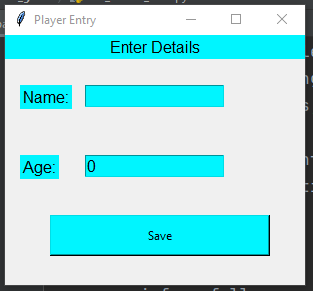 Player Entry
Enter Details
Name:
Age: 0
Save